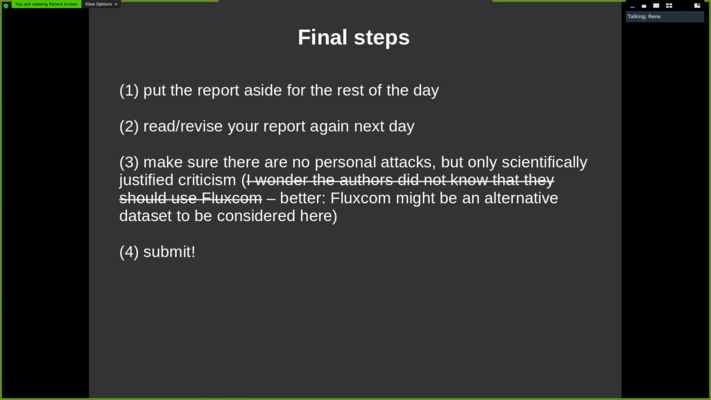 You are viewing Rene's screen
View Options
Talking: Rene
Final steps
(1) put the report aside for the rest of the day
(2) read/revise your report again next day
(3) make sure there are no personal attacks, but only scientifically
justified criticism (I wonder the authors did not know that they
should use Fluxcom – better: Fluxcom might be an alternative
dataset to be considered here)
(4) submit!